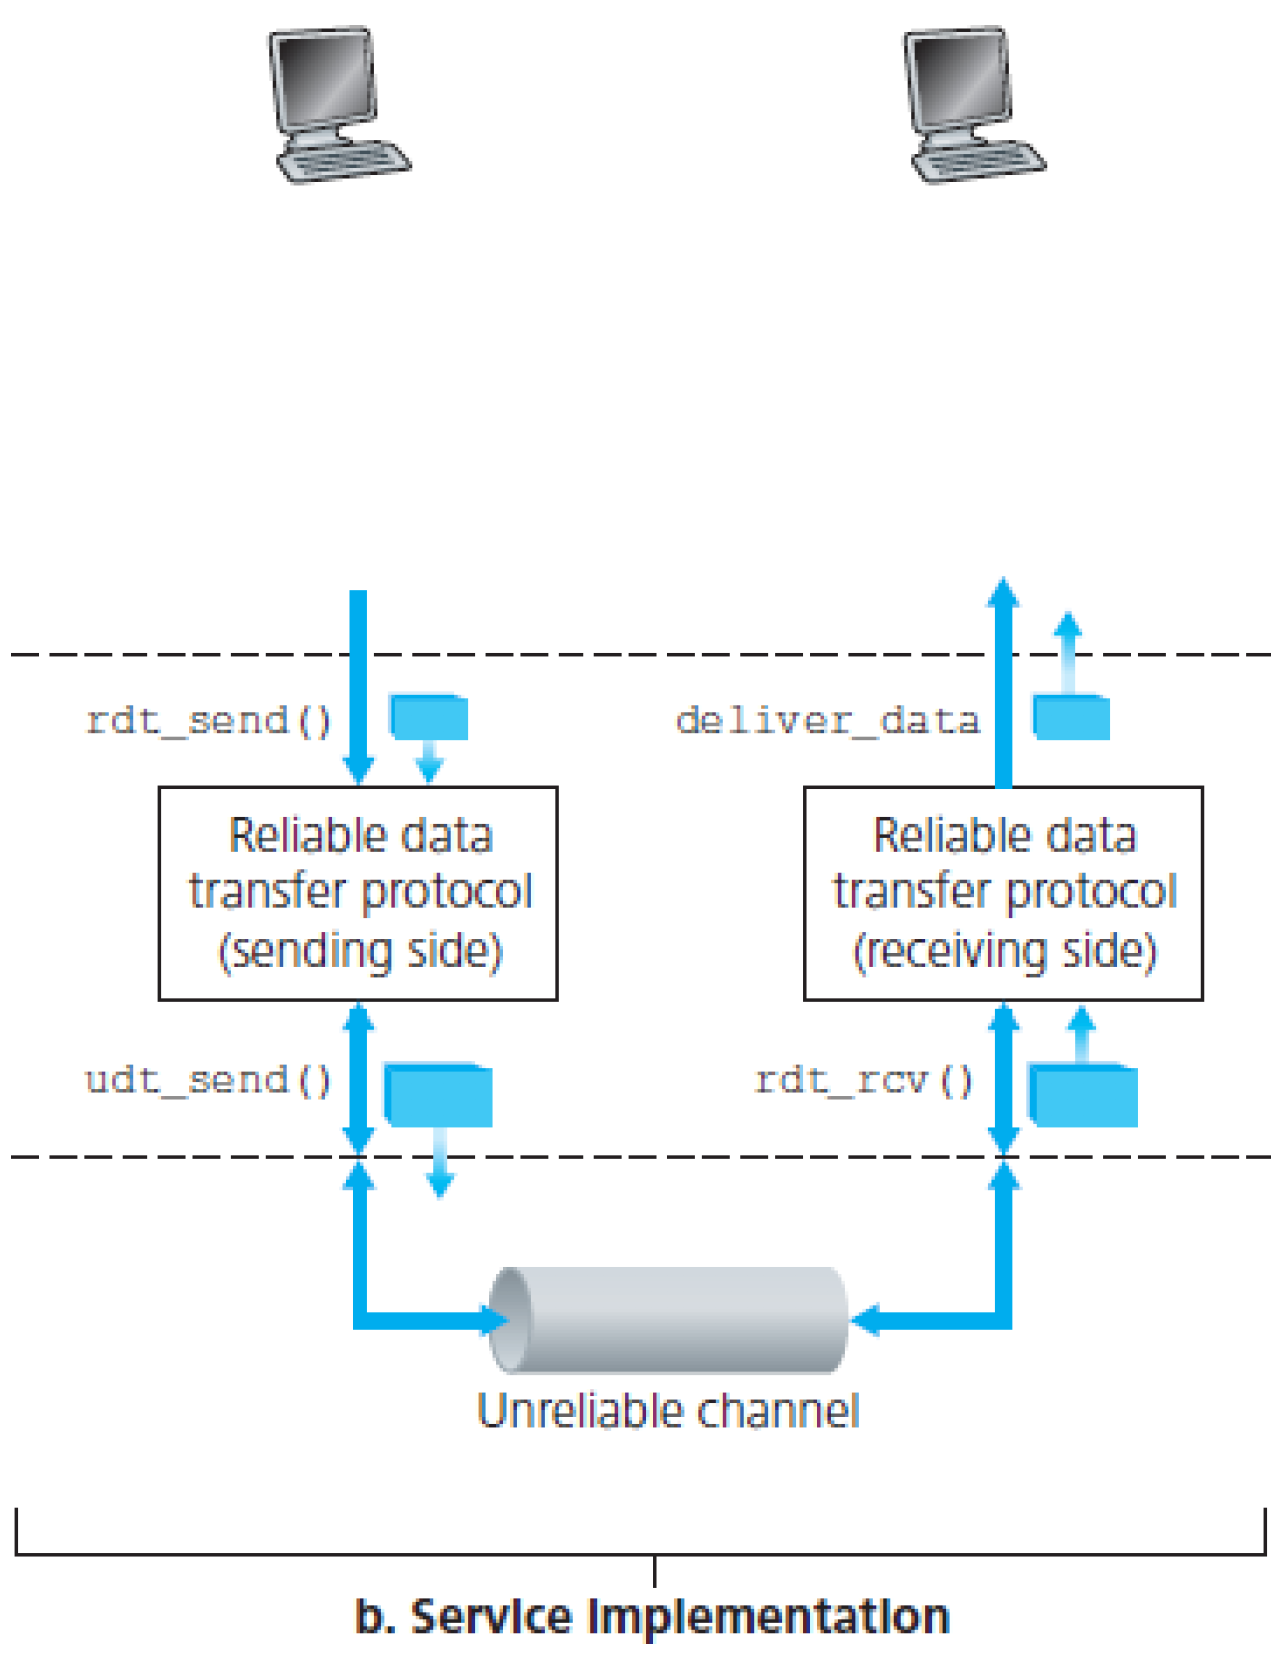 rdt_send()
deliver_data
Reliable data
transfer protocol
(sending side)
Reliable data
transfer protocol
(receiving side)
udt_send()
rdt_rcv()
Unreliable channel
b. Service implementation